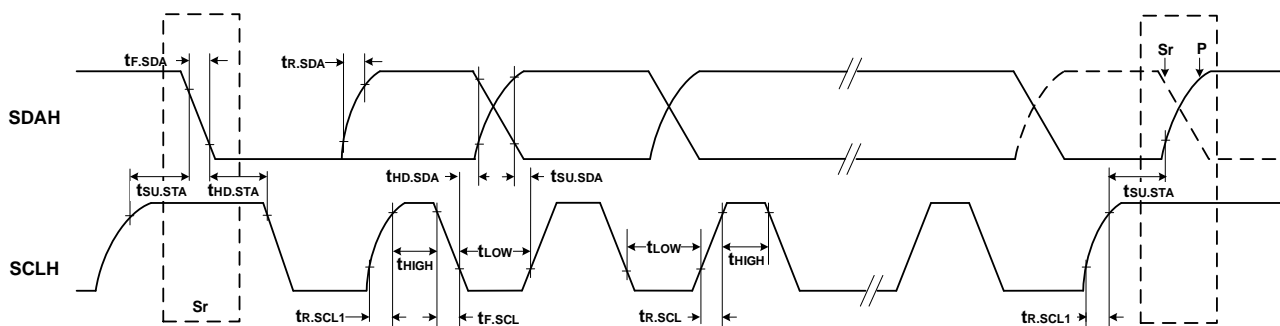 Sr P
tF.SDA
tR.SDA
SDAH
tSU.STA tHD.STA tHD.SDA tSU.SDA tSU.STA
tHIGH tLOW tLOW tHIGH
SCLH
Sr tR.SCL1 tF.SCL tR.SCL tR.SCL1